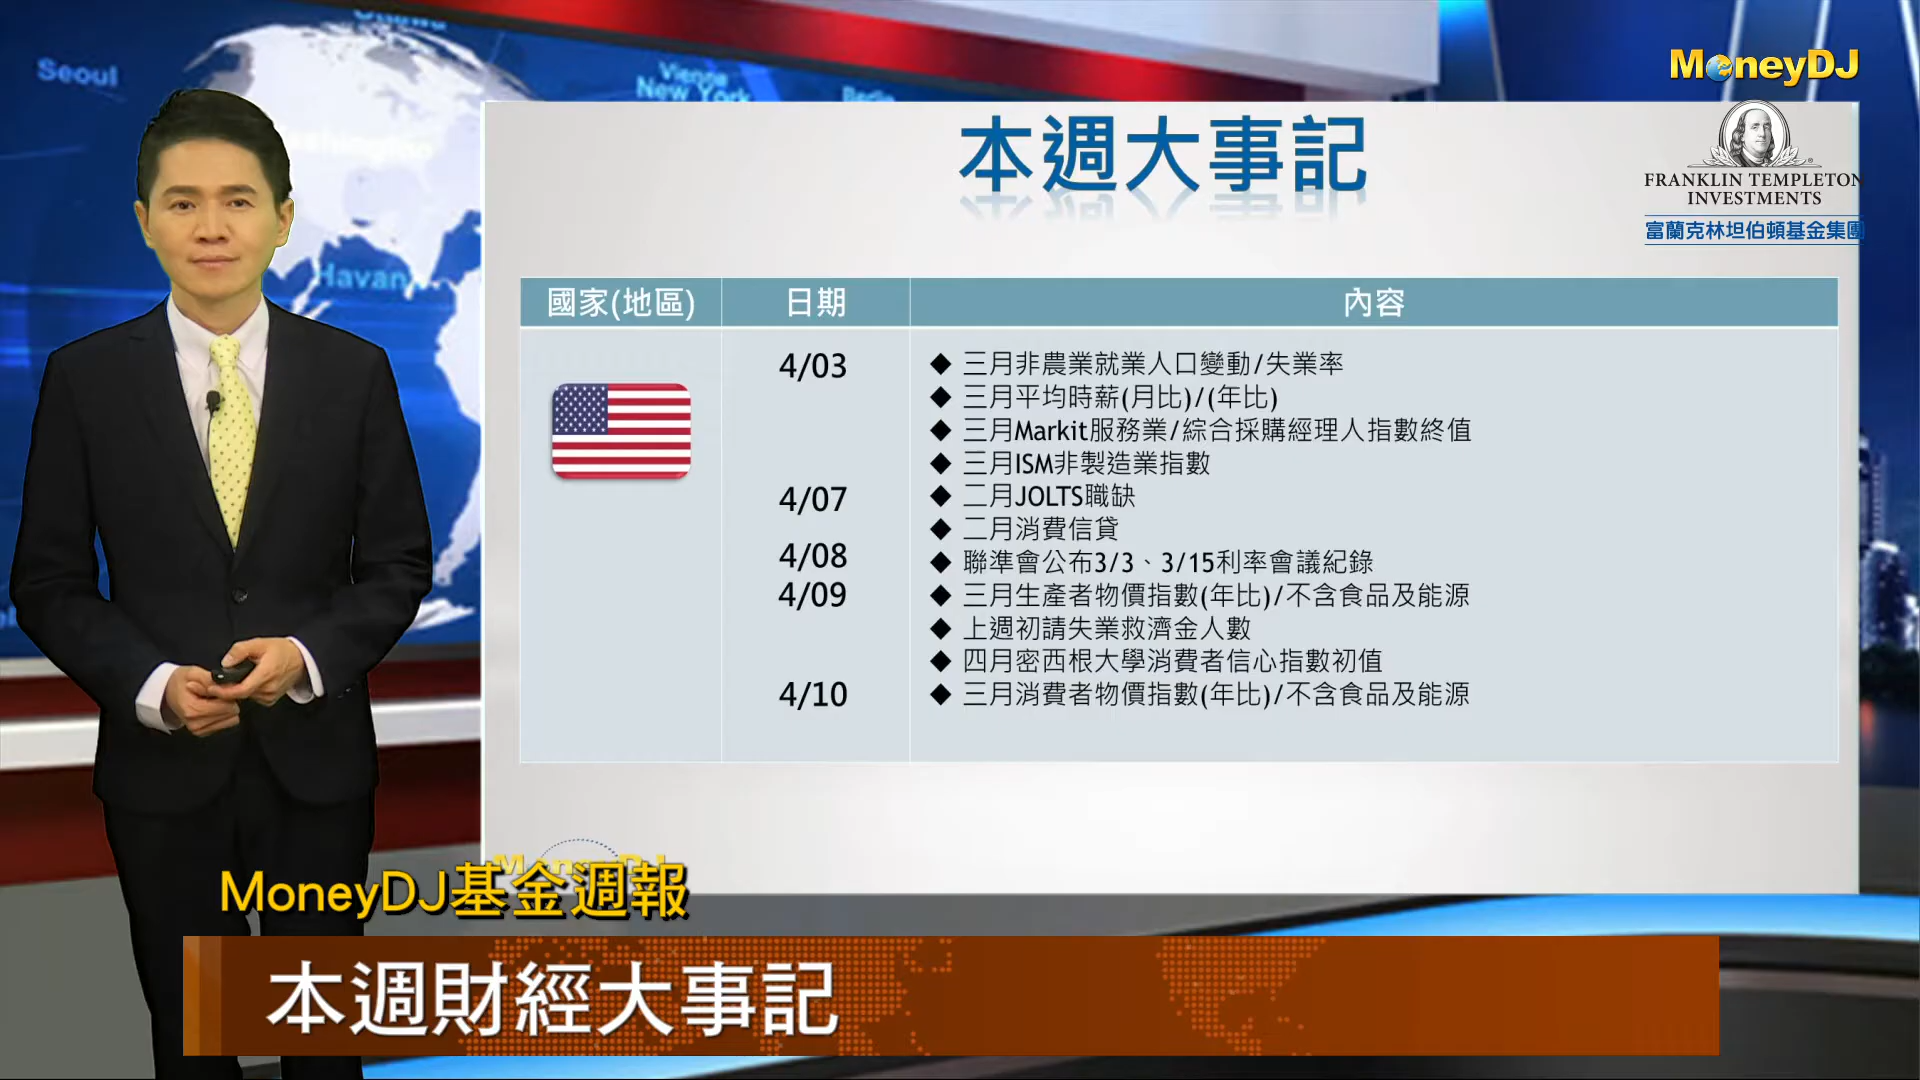 Ottawa
Seoul
Vienne
New York
Berlin
Washington
Havan
MoneyDJ
本週大事記
FRANKLIN TEMPLETON
INVESTMENTS
富蘭克林坦伯頓基金集團
國家(地區) 日期 內容
4/03 ◆ 三月非農業就業人口變動/失業率
◆ 三月平均時薪(月比)/(年比)
◆ 三月Markit服務業/綜合採購經理人指數終值
◆ 三月ISM非製造業指數
4/07 ◆ 二月JOLTS職缺
◆ 二月消費信貸
4/08 ◆ 聯準會公布3/3、3/15利率會議紀錄
4/09 ◆ 三月生產者物價指數(年比)/不含食品及能源
◆ 上週初請失業救濟金人數
◆ 四月密西根大學消費者信心指數初值
4/10 ◆ 三月消費者物價指數(年比)/不含食品及能源
MoneyDJ
MoneyDJ基金週報
本週財經大事記